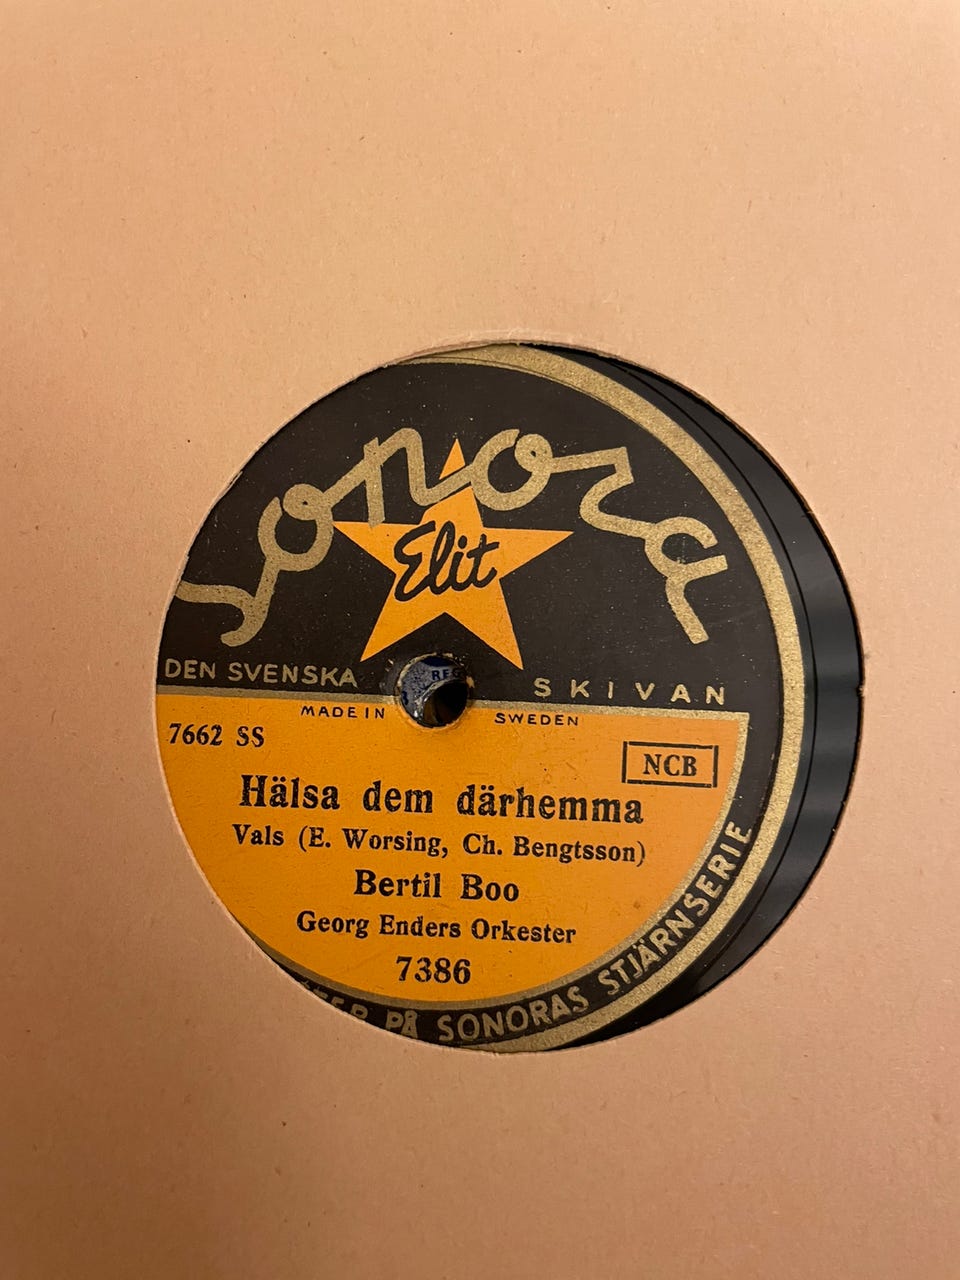 Sonora
Elit
DEN SVENSKA SKIVAN
MADE IN SWEDEN
REG
7662 SS
NCB
Hälsa dem därhemma
Vals (E. Worsing, Ch. Bengtsson)
Bertil Boo
Georg Enders Orkester
7386
PÅ SONORAS STJÄRNSERIE